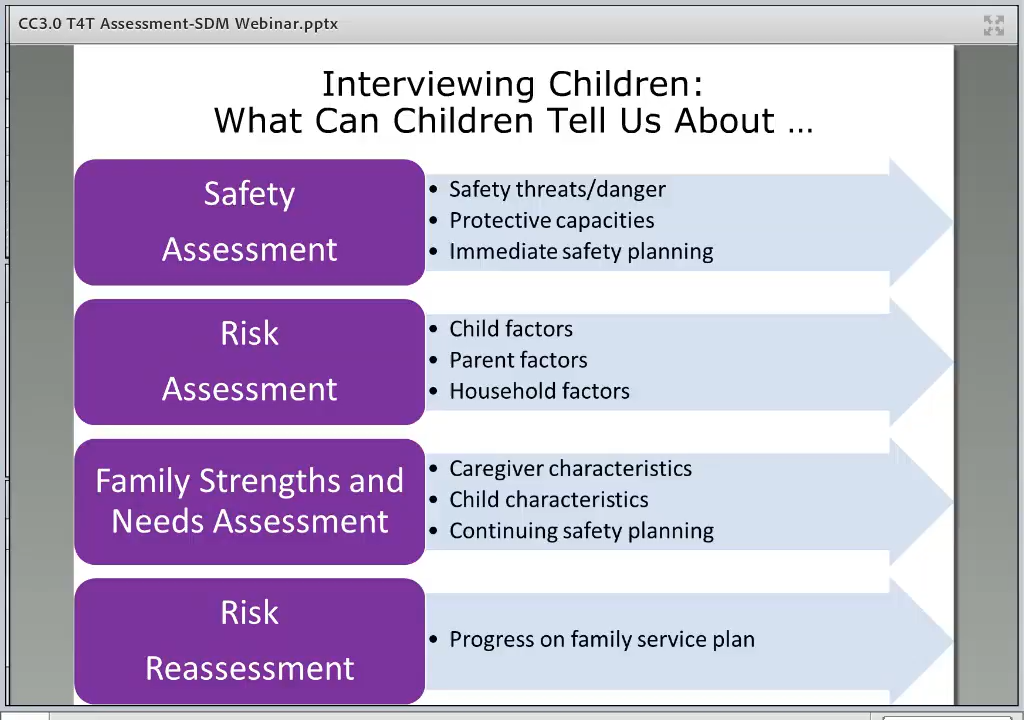 CC3.0 T4T Assessment-SDM Webinar.pptx
Interviewing Children:
What Can Children Tell Us About ...
Safety
Assessment
• Safety threats/danger
• Protective capacities
• Immediate safety planning
Risk
Assessment
• Child factors
• Parent factors
• Household factors
Family Strengths and
Needs Assessment
• Caregiver characteristics
• Child characteristics
• Continuing safety planning
Risk
Reassessment
• Progress on family service plan